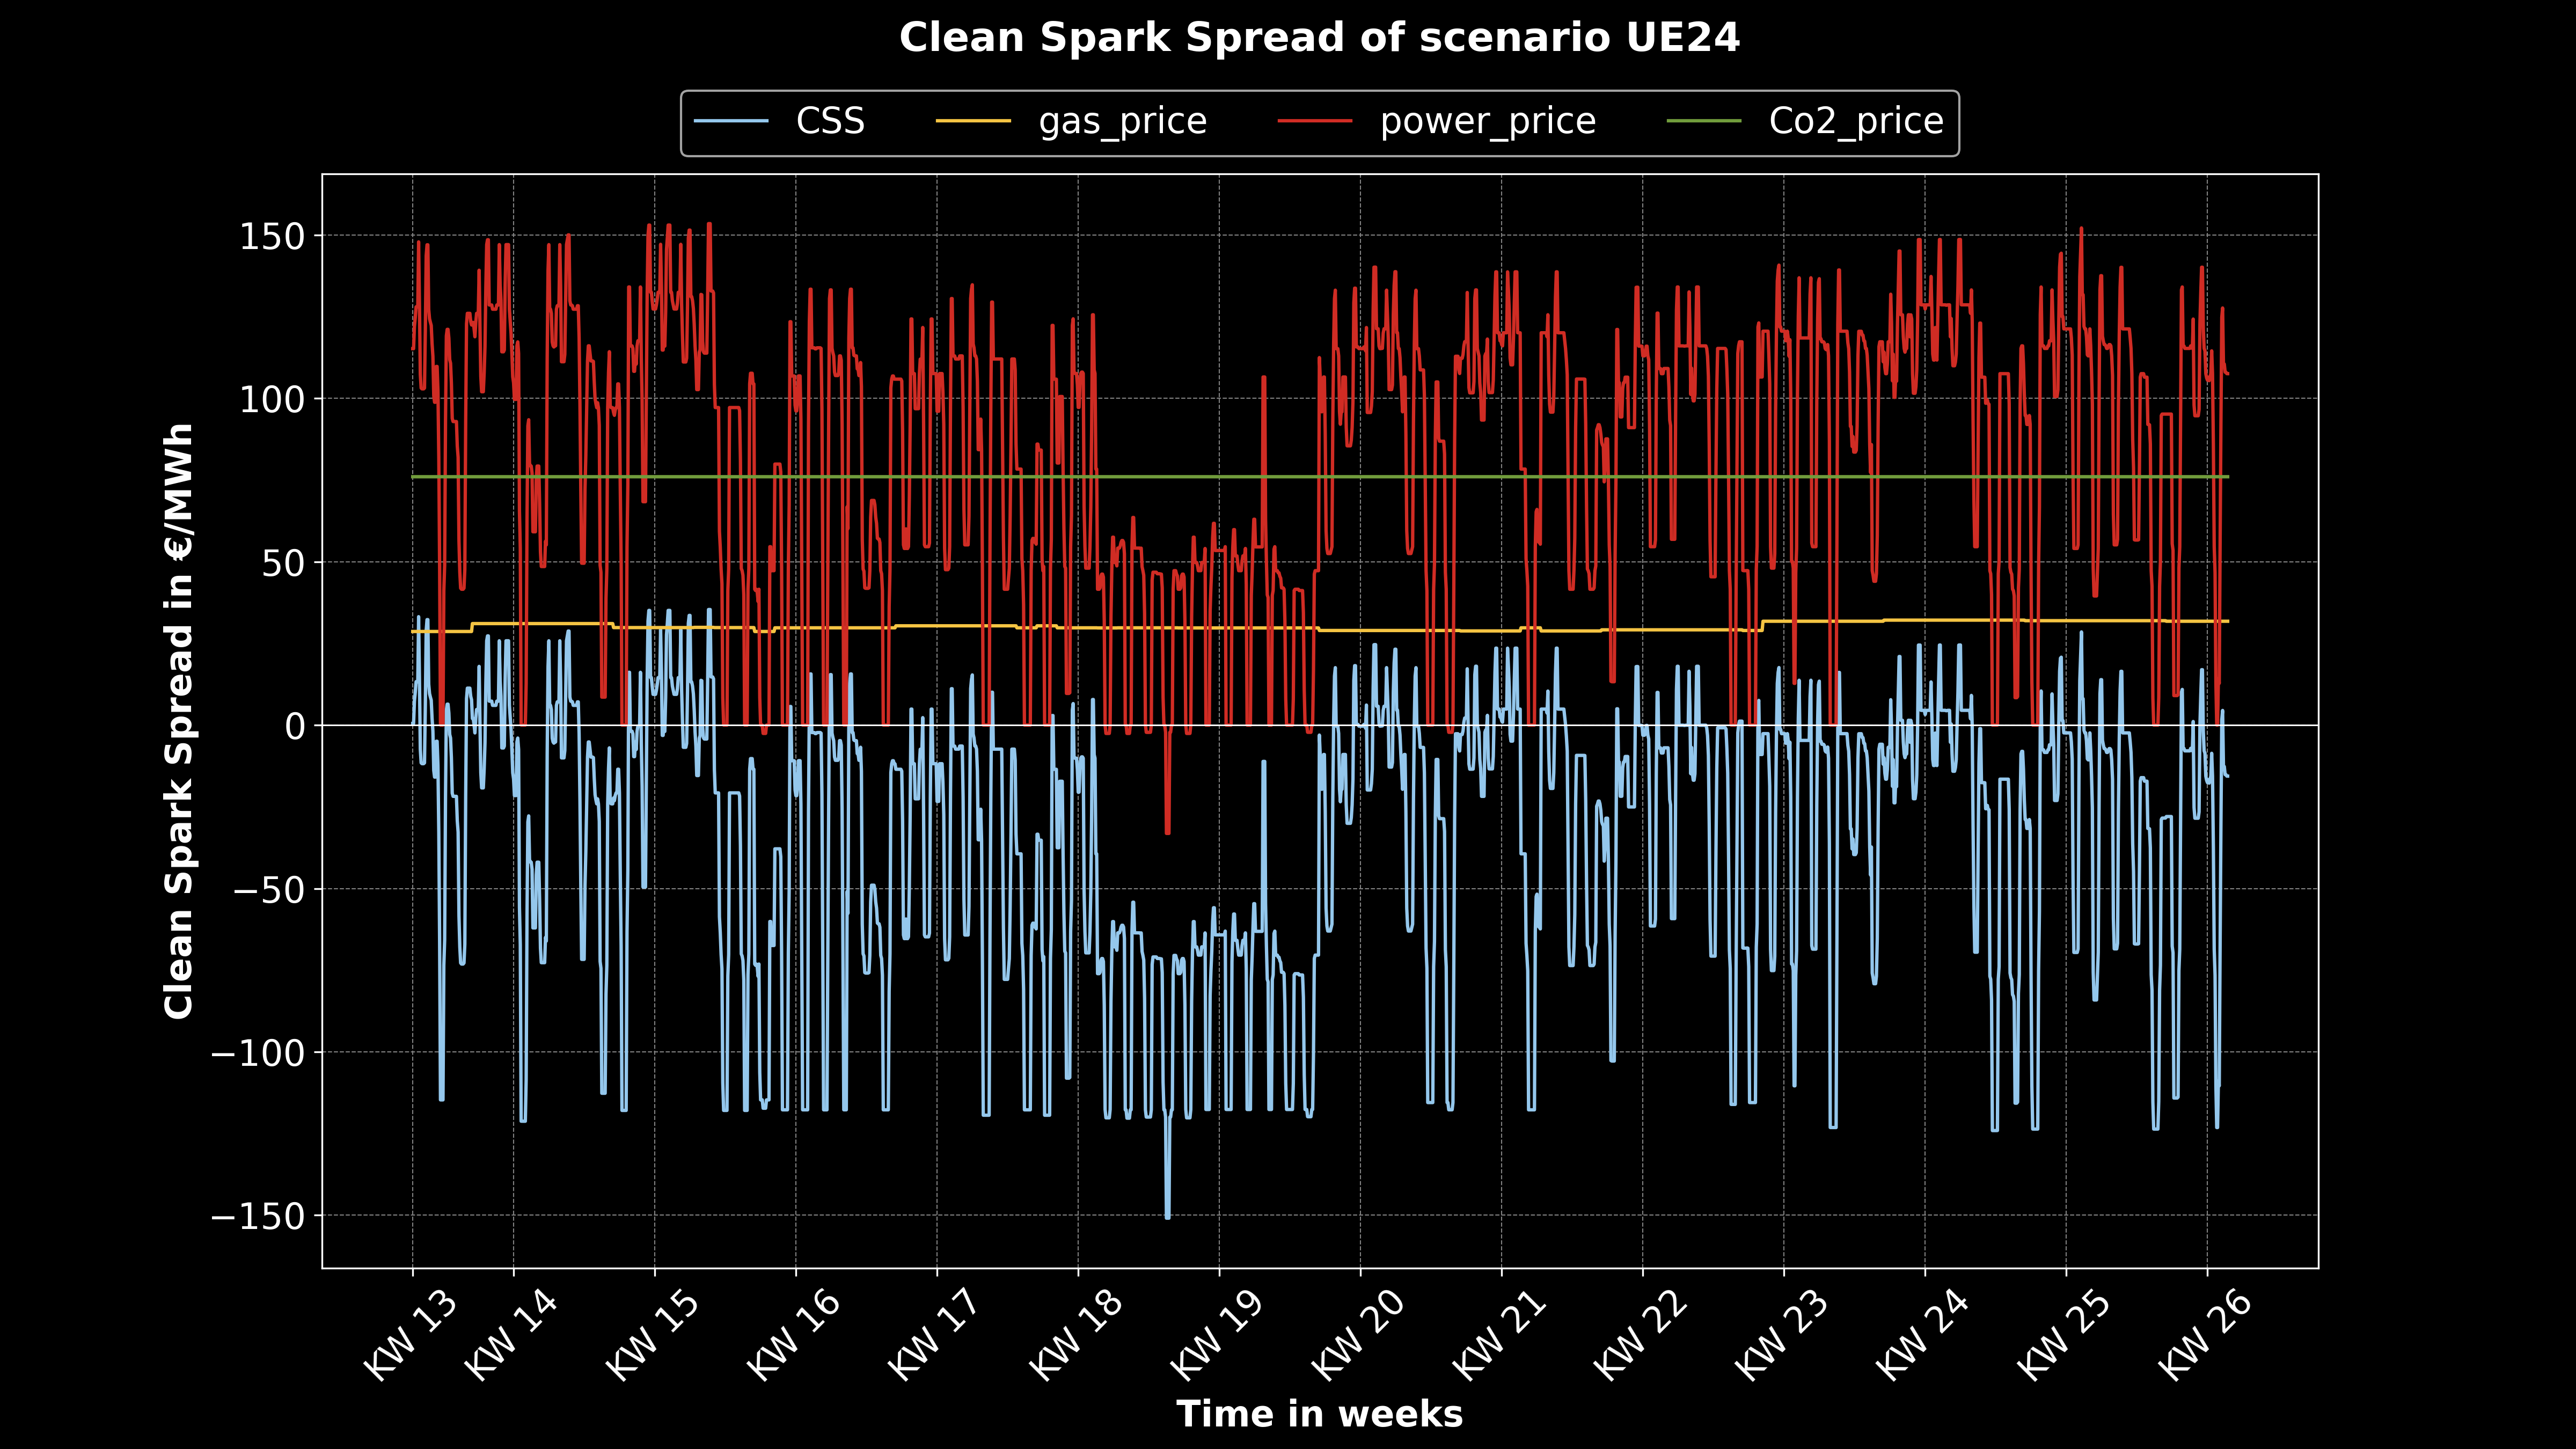 Clean Spark Spread of scenario UE24
CSS gas_price power_price Co2_price
Clean Spark Spread in €/MWh
150
100
50
0
−50
−100
−150
KW 13 KW 14 KW 15 KW 16 KW 17 KW 18 KW 19 KW 20 KW 21 KW 22 KW 23 KW 24 KW 25 KW 26
Time in weeks